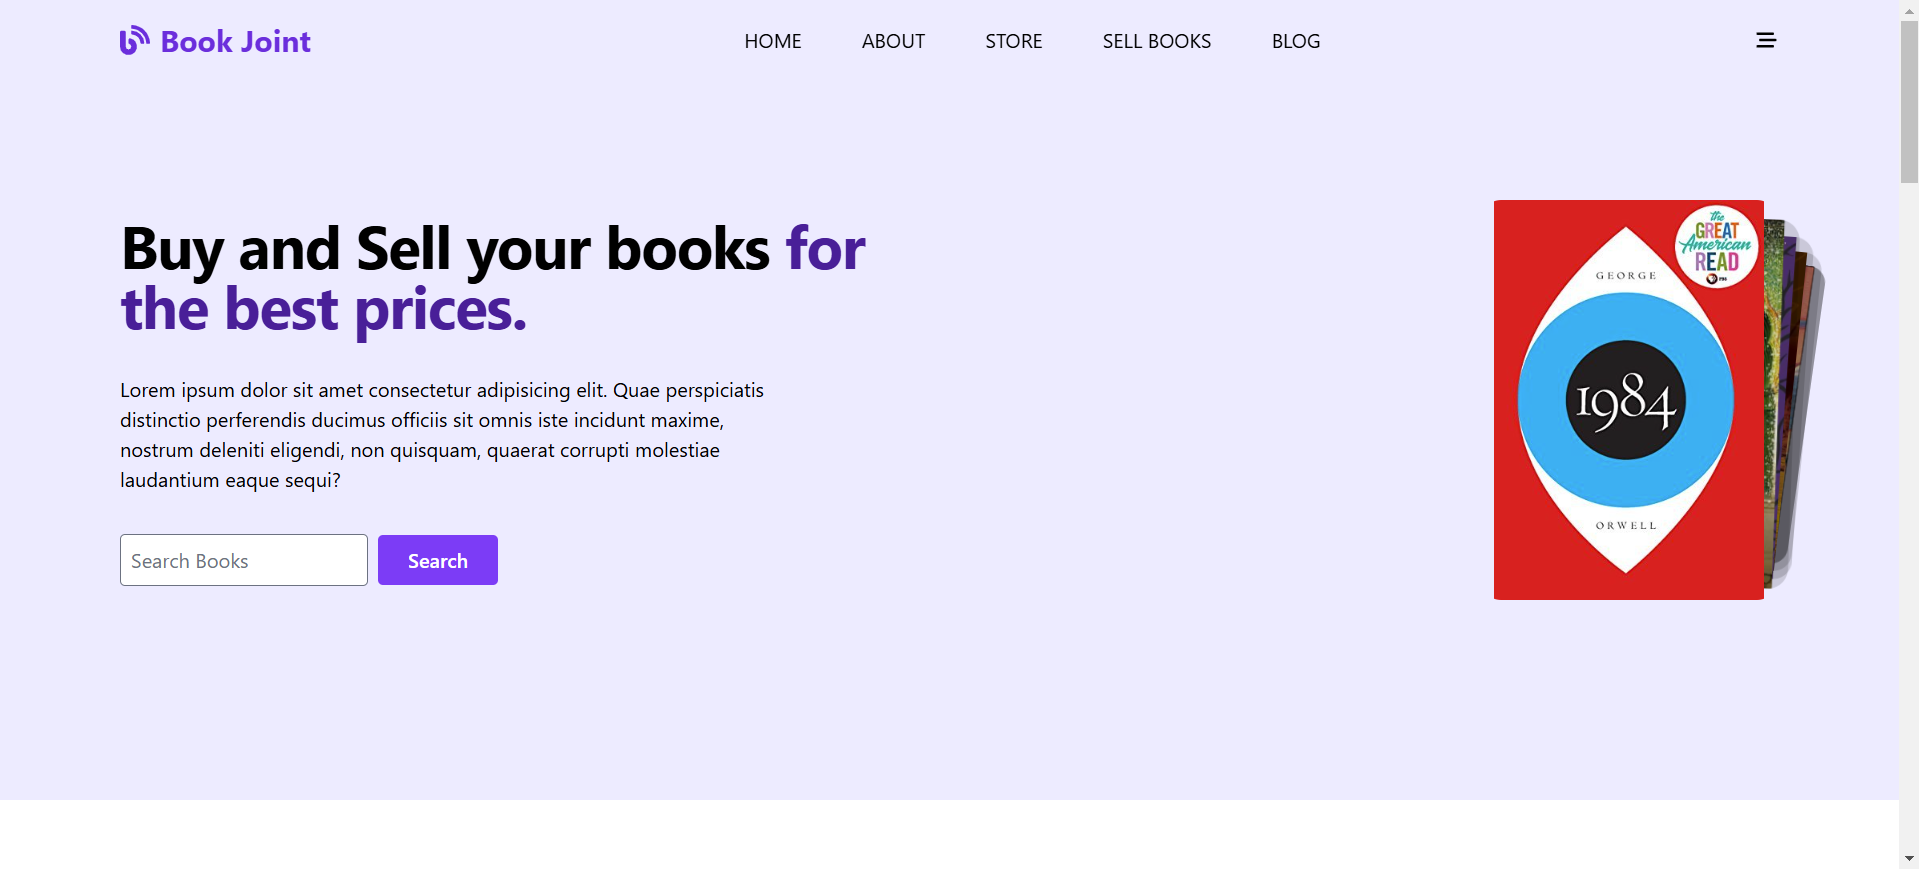 Book Joint
HOME
ABOUT
STORE
SELL BOOKS
BLOG
Buy and Sell your books for
the best prices.
Lorem ipsum dolor sit amet consectetur adipisicing elit. Quae perspiciatis
distinctio perferendis ducimus officiis sit omnis iste incidunt maxime,
nostrum deleniti eligendi, non quisquam, quaerat corrupti molestiae
laudantium eaque sequi?
Search Books
Search
the
GREAT
American
READ
PBS
GEORGE
1984
ORWELL